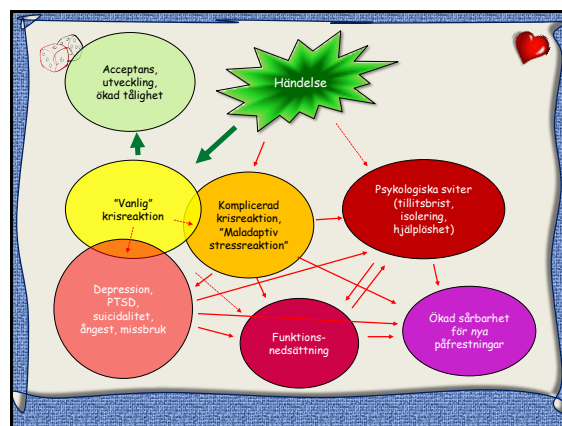 Acceptans,
utveckling,
ökad tålighet
Händelse
"Vanlig"
krisreaktion
Komplicerad
krisreaktion,
"Maladaptiv
stressreaktion"
Psykologiska sviter
(tillitsbrist,
isolering,
hjälplöshet)
Depression,
PTSD,
suicidalitet,
ångest, missbruk
Funktions-
nedsättning
Ökad sårbarhet
för nya
påfrestningar